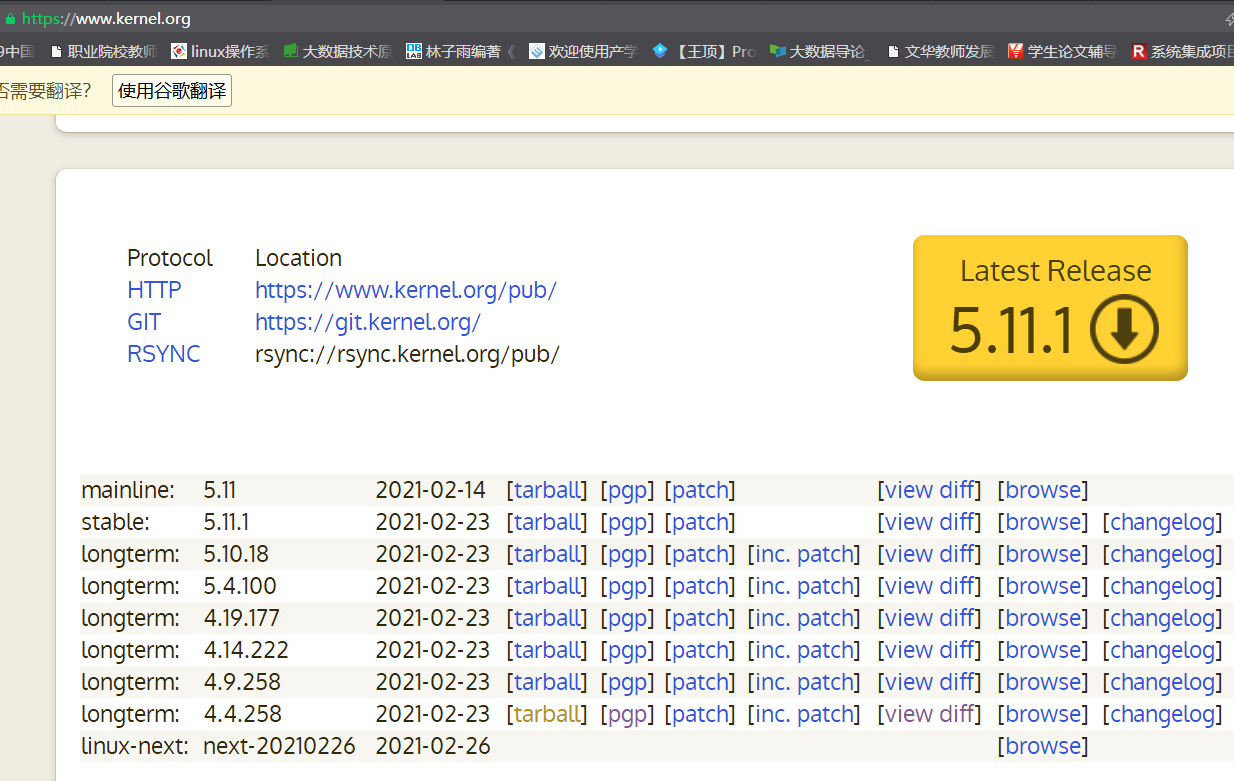 https://www.kernel.org
9中国 职业院校教师 linux操作系 大数据技术原 林子雨编著《 欢迎使用产学 【王顶】Pro 大数据导论_ 文华教师发展 学生论文辅导 系统集成项目
否需要翻译? 使用谷歌翻译
Protocol Location
HTTP https://www.kernel.org/pub/
GIT https://git.kernel.org/
RSYNC rsync://rsync.kernel.org/pub/
Latest Release
5.11.1
mainline: 5.11 2021-02-14 [tarball] [pgp] [patch] [view diff] [browse]
stable: 5.11.1 2021-02-23 [tarball] [pgp] [patch] [view diff] [browse] [changelog]
longterm: 5.10.18 2021-02-23 [tarball] [pgp] [patch] [inc. patch] [view diff] [browse] [changelog]
longterm: 5.4.100 2021-02-23 [tarball] [pgp] [patch] [inc. patch] [view diff] [browse] [changelog]
longterm: 4.19.177 2021-02-23 [tarball] [pgp] [patch] [inc. patch] [view diff] [browse] [changelog]
longterm: 4.14.222 2021-02-23 [tarball] [pgp] [patch] [inc. patch] [view diff] [browse] [changelog]
longterm: 4.9.258 2021-02-23 [tarball] [pgp] [patch] [inc. patch] [view diff] [browse] [changelog]
longterm: 4.4.258 2021-02-23 [tarball] [pgp] [patch] [inc. patch] [view diff] [browse] [changelog]
linux-next: next-20210226 2021-02-26 [browse]